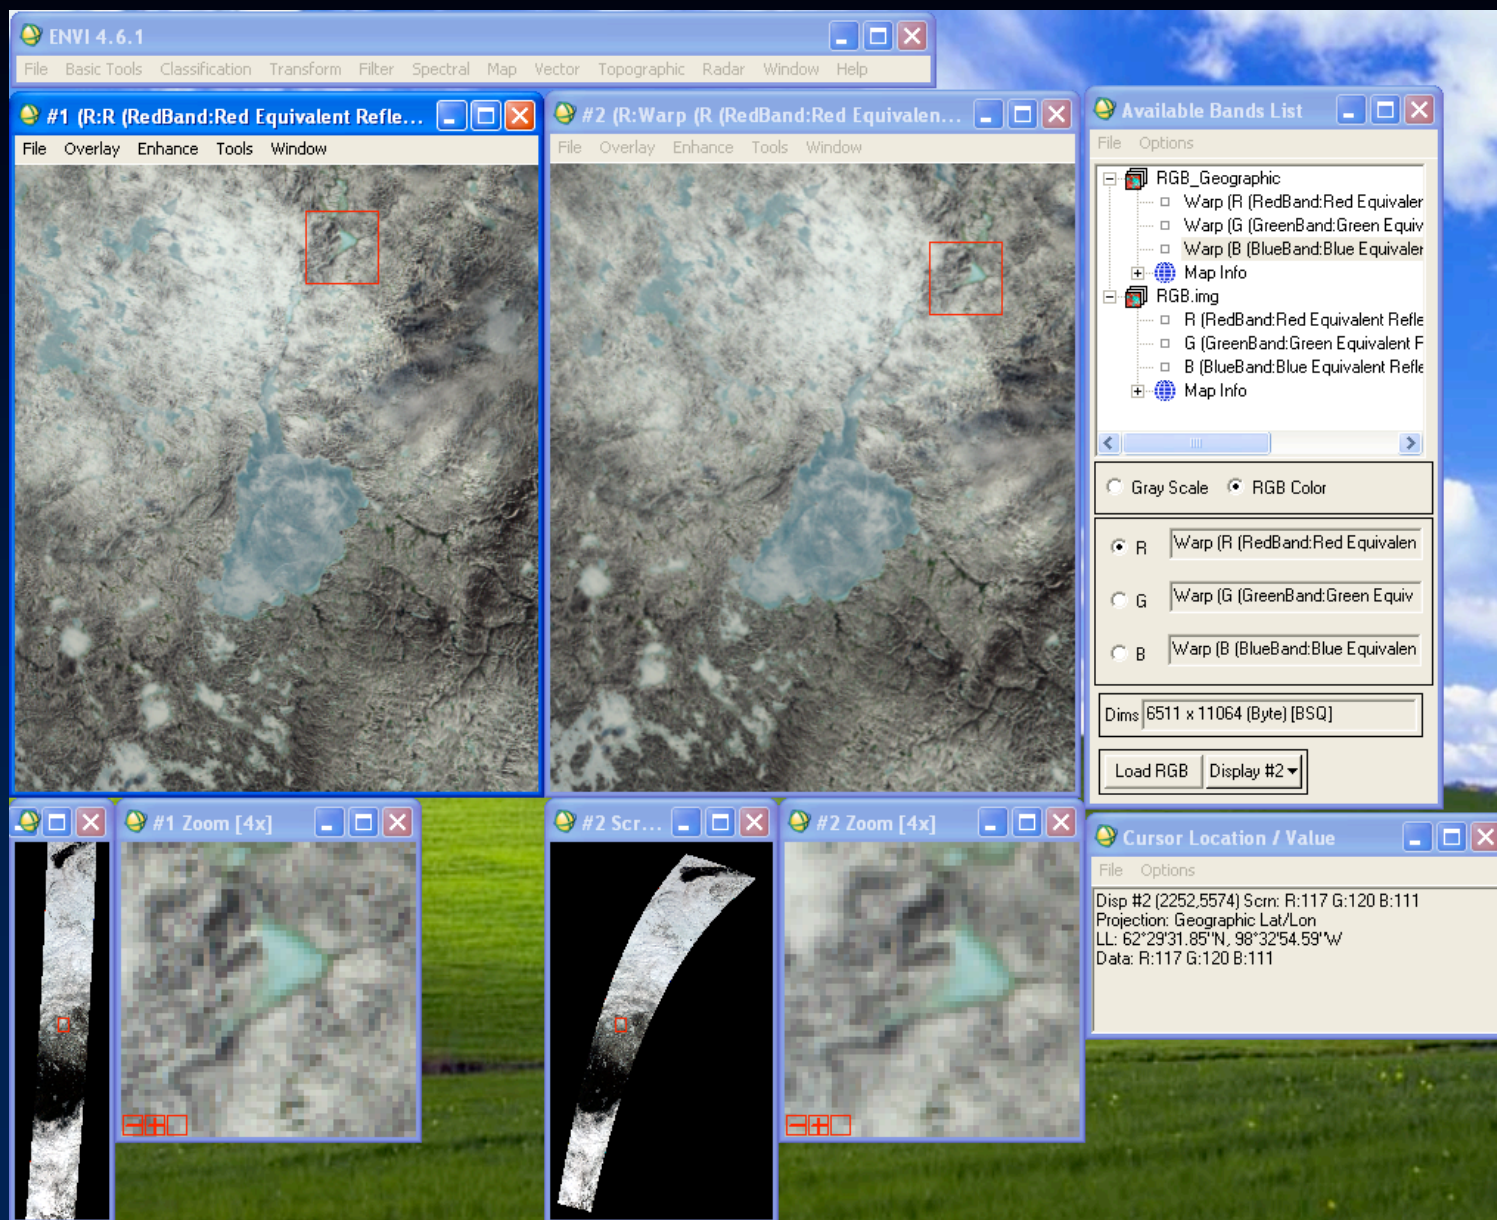 ENVI 4.6.1
File Basic Tools Classification Transform Filter Spectral Map Vector Topographic Radar Window Help
#1 (R:R (RedBand:Red Equivalent Refle...
File Overlay Enhance Tools Window
#2 (R:Warp (R (RedBand:Red Equivalen...
File Overlay Enhance Tools Window
Available Bands List
File Options
RGB_Geographic
Warp (R (RedBand:Red Equivaler
Warp (G (GreenBand:Green Equiv
Warp (B (BlueBand:Blue Equivaler
Map Info
RGB.img
R (RedBand:Red Equivalent Refle
G (GreenBand:Green Equivalent F
B (BlueBand:Blue Equivalent Refle
Map Info
Gray Scale RGB Color
R Warp (R (RedBand:Red Equivalen
G Warp (G (GreenBand:Green Equiv
B Warp (B (BlueBand:Blue Equivalen
Dims 6511 x 11064 (Byte) [BSQ]
Load RGB Display #2
#1 Zoom [4x]
#2 Scr...
#2 Zoom [4x]
Cursor Location / Value
File Options
Disp #2 (2252,5574) Scrn: R:117 G:120 B:111
Projection: Geographic Lat/Lon
LL: 62°29'31.85"N, 98°32'54.59"W
Data: R:117 G:120 B:111